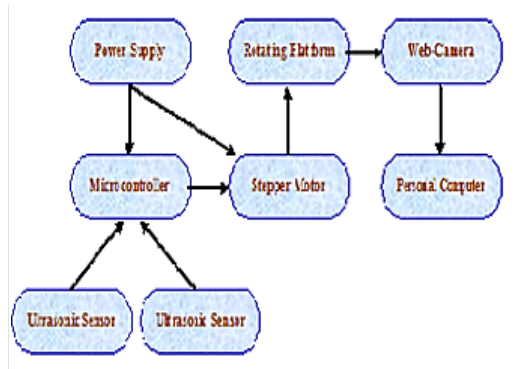 Power Supply
Rotating Platform
Web-Camera
Microcontroller
Stepper Motor
Personal Computer
Ultrasonic Sensor
Ultrasonic Sensor